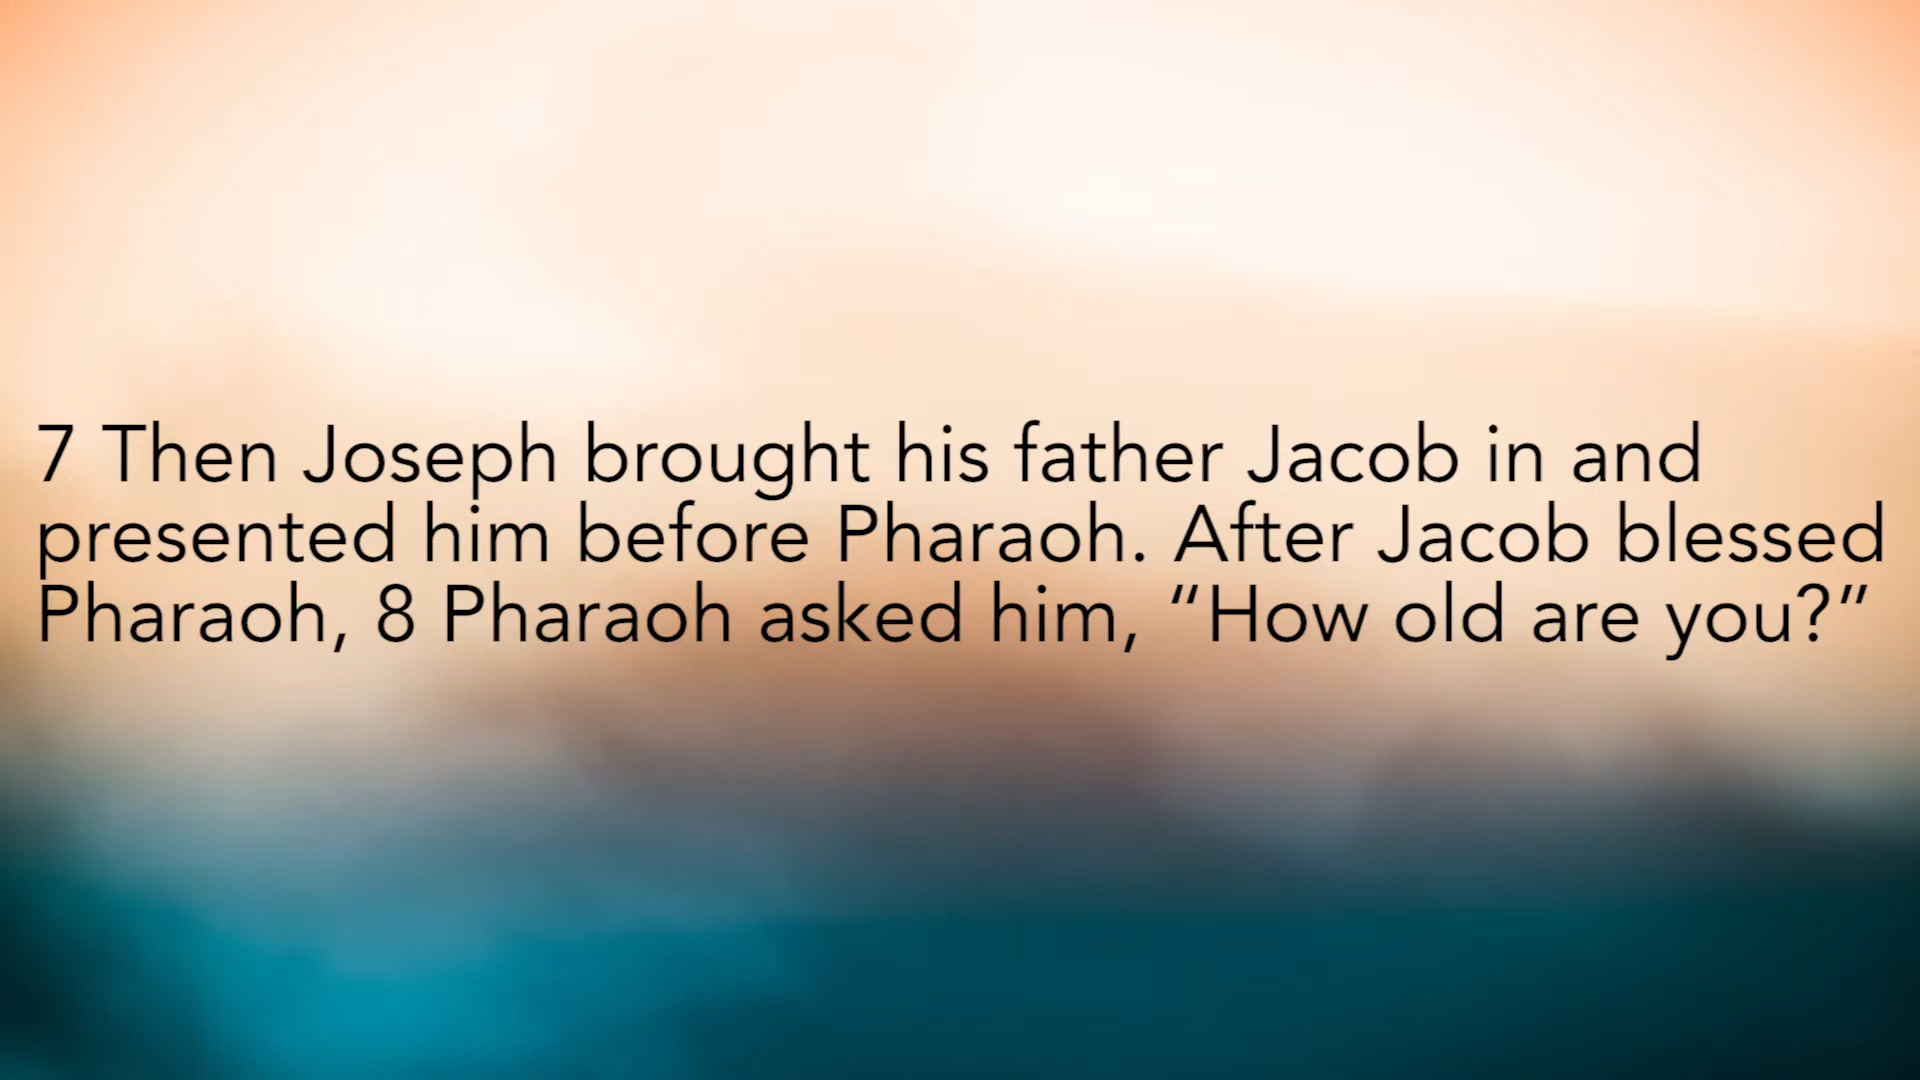 7 Then Joseph brought his father Jacob in and
presented him before Pharaoh. After Jacob blessed
Pharaoh, 8 Pharaoh asked him, “How old are you?”